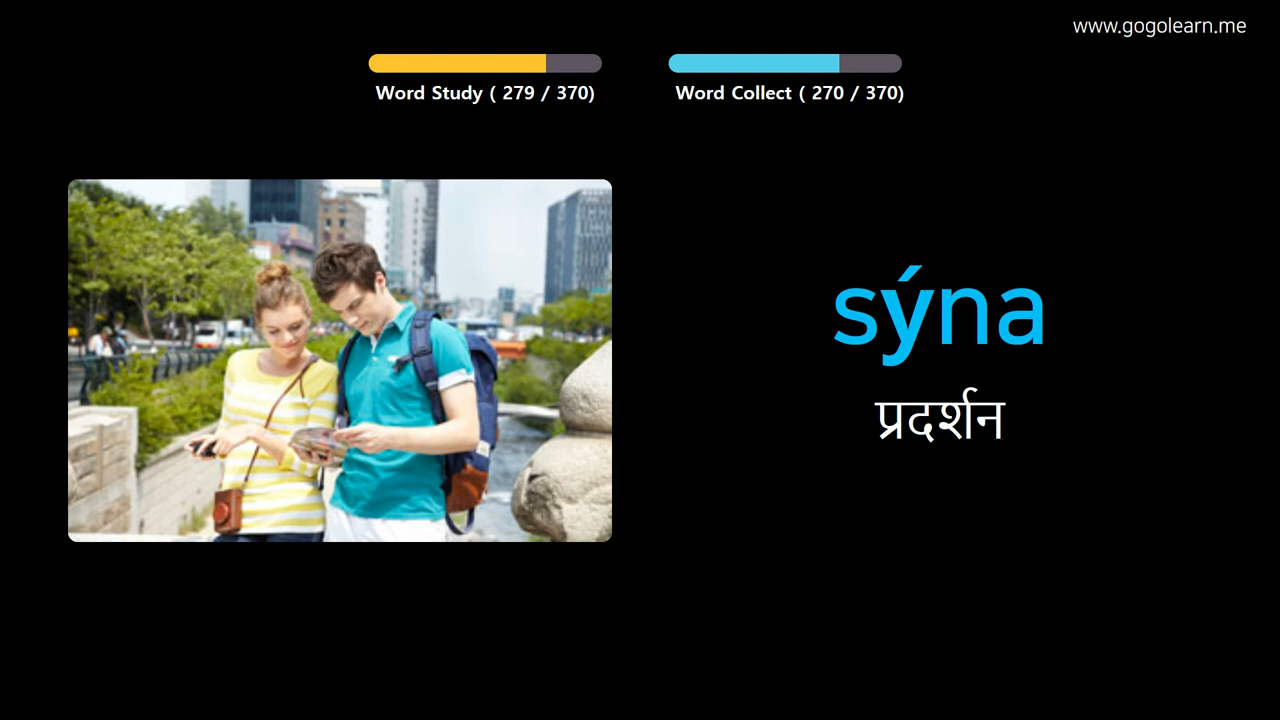 www.gogolearn.me
Word Study ( 279 / 370)
Word Collect ( 270 / 370)
sýna
प्रदर्शन